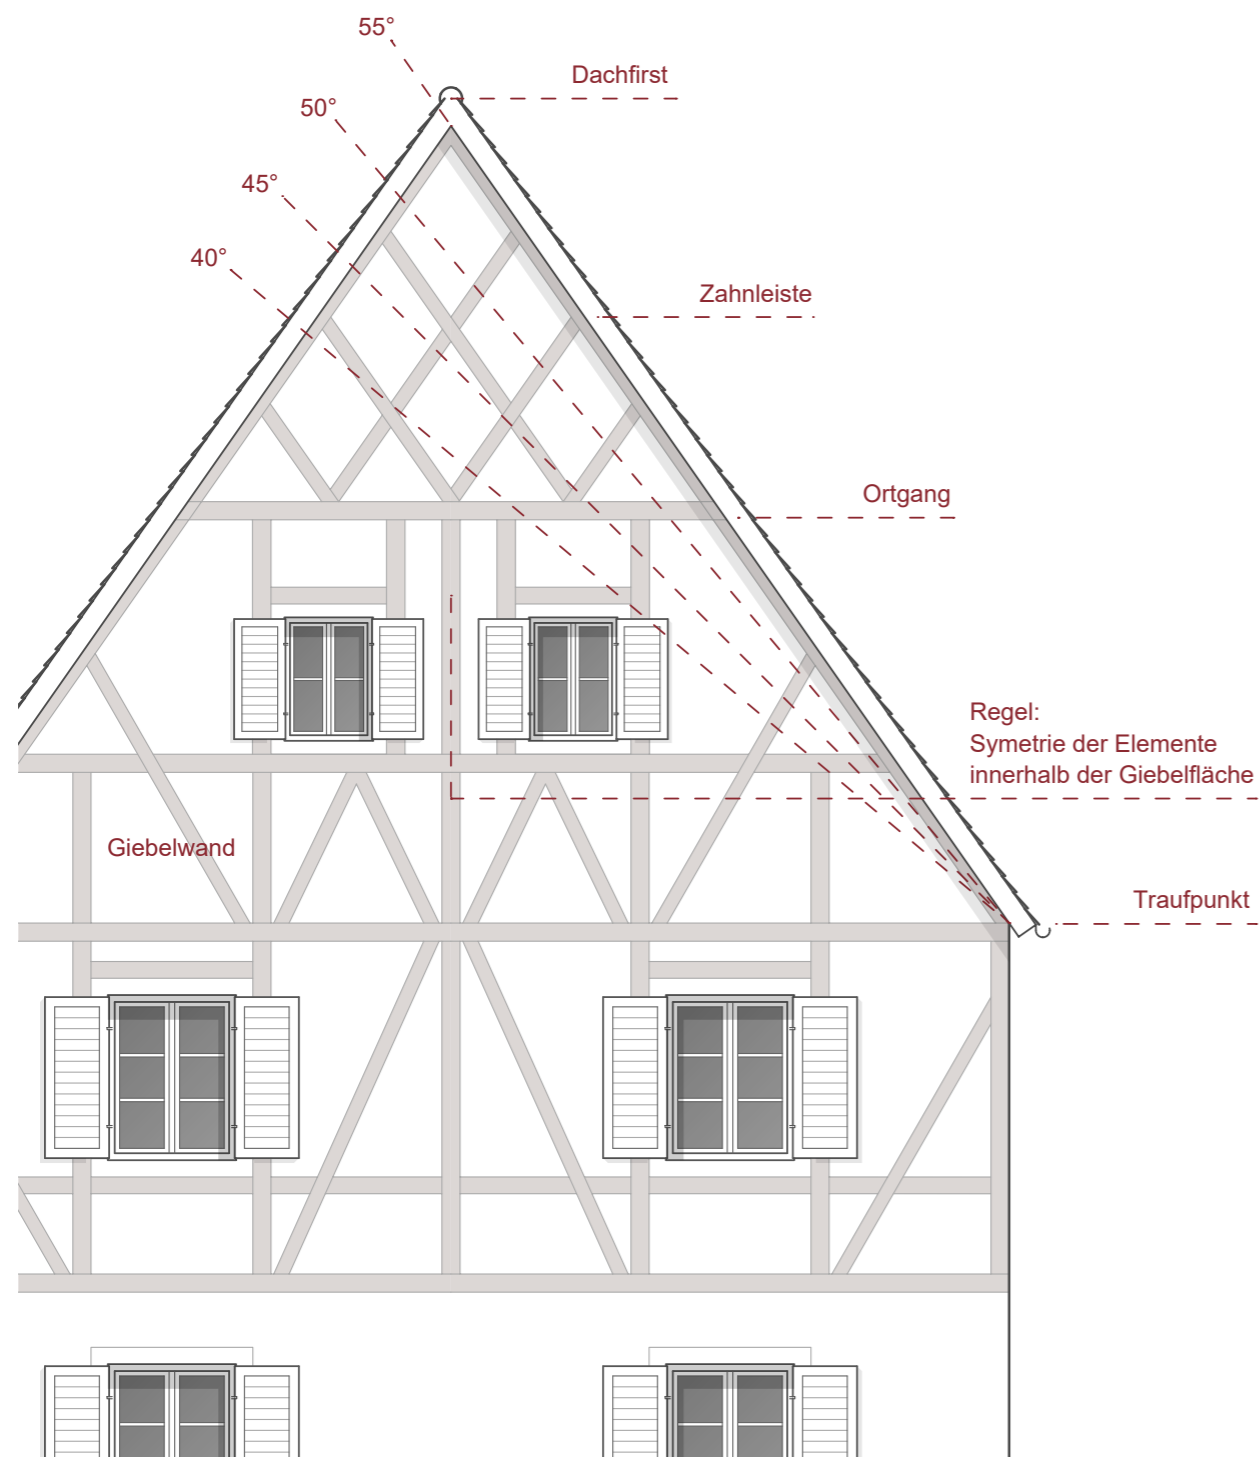 55°
Dachfirst
50°
45°
40°
Zahnleiste
Ortgang
Regel:
Symetrie der Elemente
innerhalb der Giebelfläche
Giebelwand
Traufpunkt